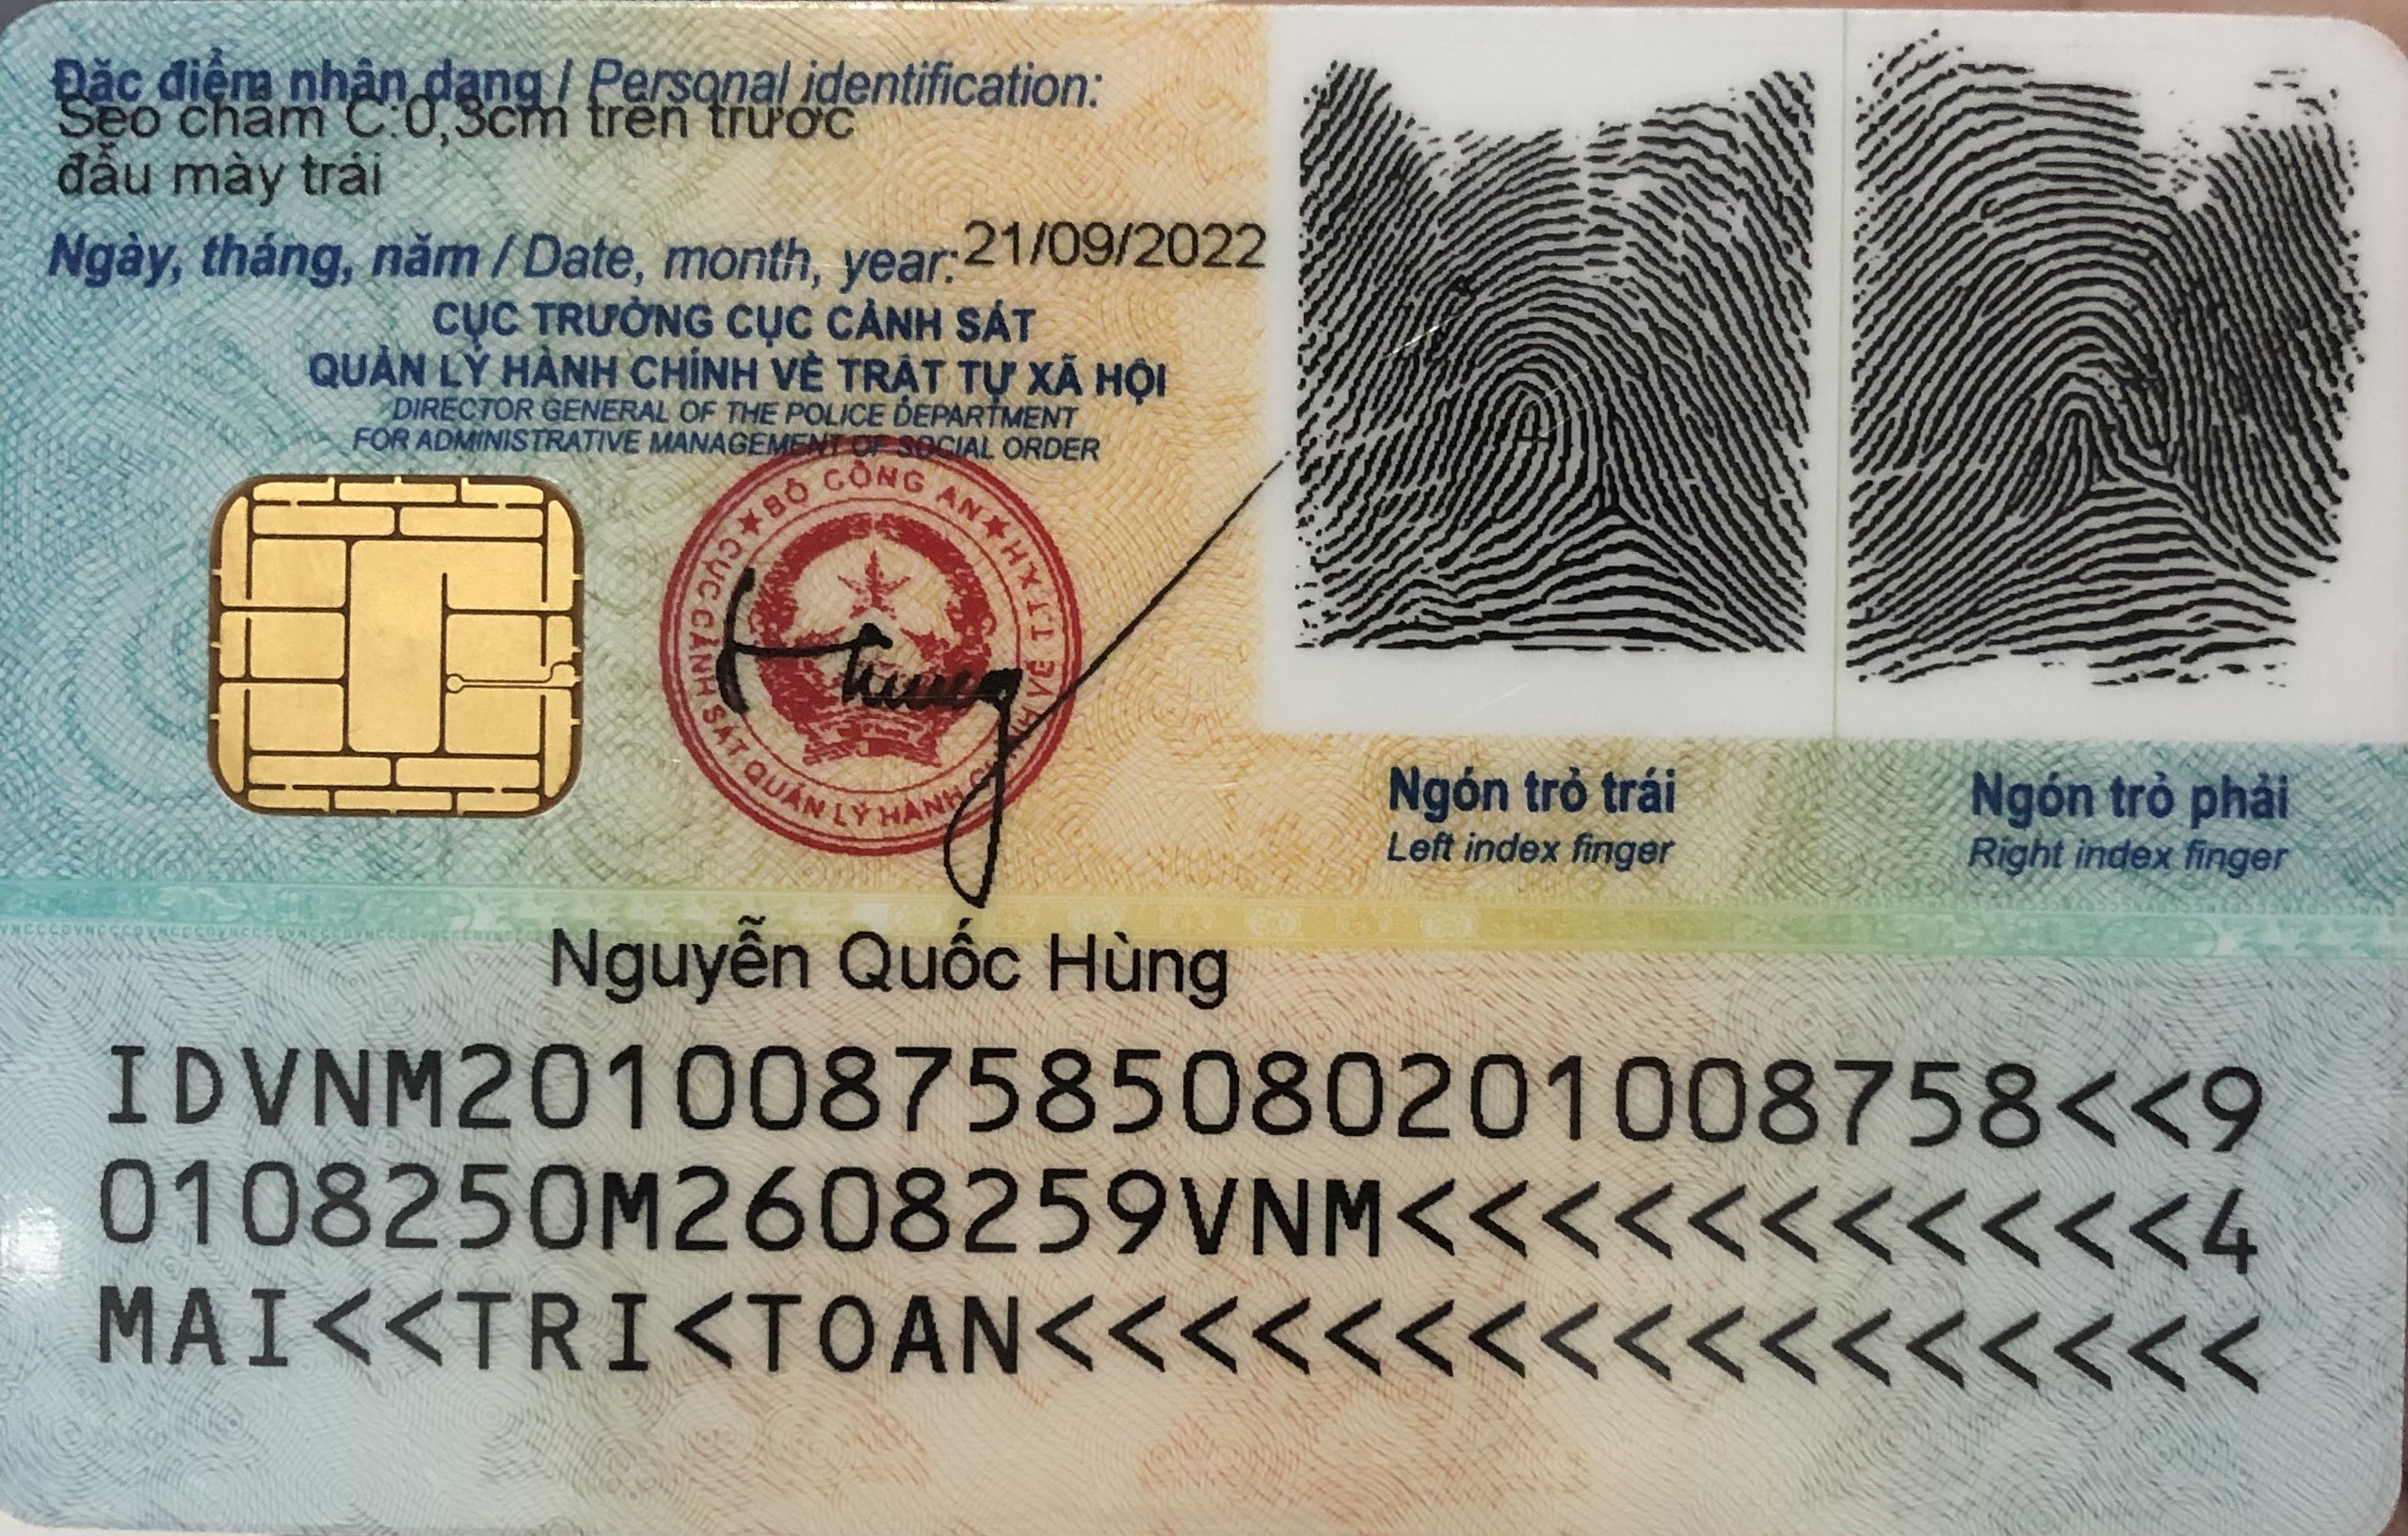 Đặc điểm nhân dạng / Personal identification:
Sẹo chấm C:0,3cm trên trước
đầu mày trái
Ngày, tháng, năm / Date, month, year: 21/09/2022
CỤC TRƯỞNG CỤC CẢNH SÁT
QUẢN LÝ HÀNH CHÍNH VỀ TRẬT TỰ XÃ HỘI
DIRECTOR GENERAL OF THE POLICE DEPARTMENT
FOR ADMINISTRATIVE MANAGEMENT OF SOCIAL ORDER
★ BỘ CÔNG AN ★
CỤC CẢNH SÁT QUẢN LÝ HÀNH CHÍNH VỀ TTXH
Hùng
Ngón trỏ trái
Left index finger
Ngón trỏ phải
Right index finger
Nguyễn Quốc Hùng
IDVNM2010087585080201008758<<9
0108250M2608259VNM<<<<<<<<<<<4
MAI<<TRI<TOAN<<<<<<<<<<<<<<<<<